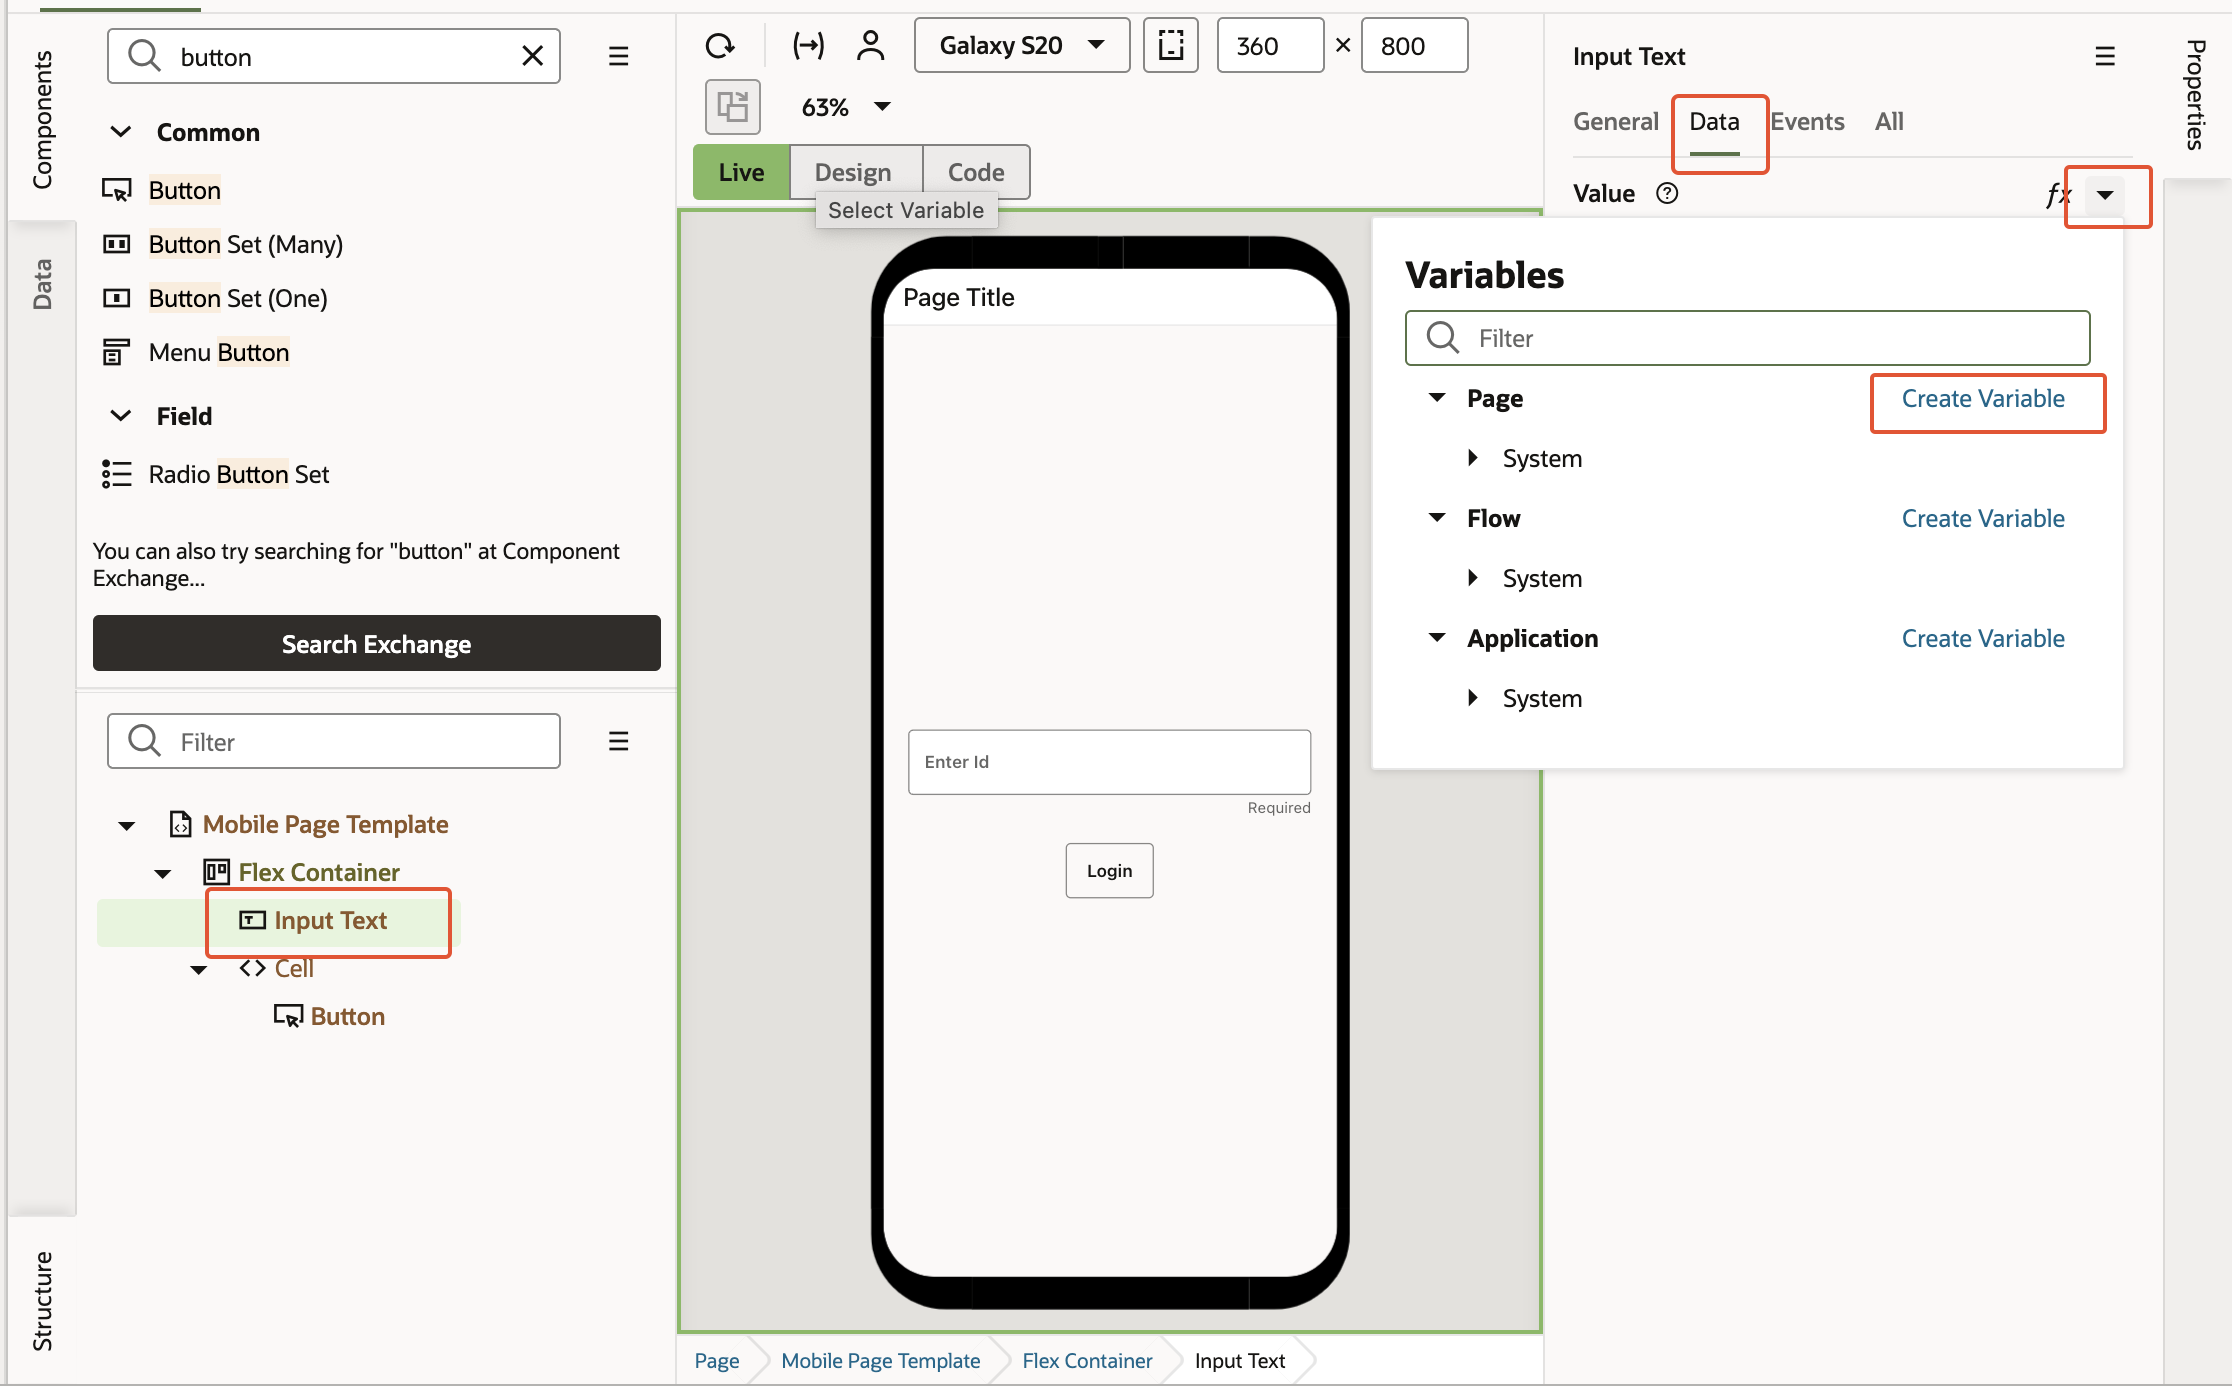 Components
Data
Structure
button
Common
Button
Button Set (Many)
Button Set (One)
Menu Button
Field
Radio Button Set
You can also try searching for "button" at Component
Exchange...
Search Exchange
Filter
Mobile Page Template
Flex Container
Input Text
Cell
Button
Galaxy S20
360 × 800
63%
Live Design Code
Select Variable
Page Title
Enter Id
Required
Login
Page Mobile Page Template Flex Container Input Text
Input Text
General Data Events All
Value
fx
Variables
Filter
Page Create Variable
System
Flow Create Variable
System
Application Create Variable
System
Properties